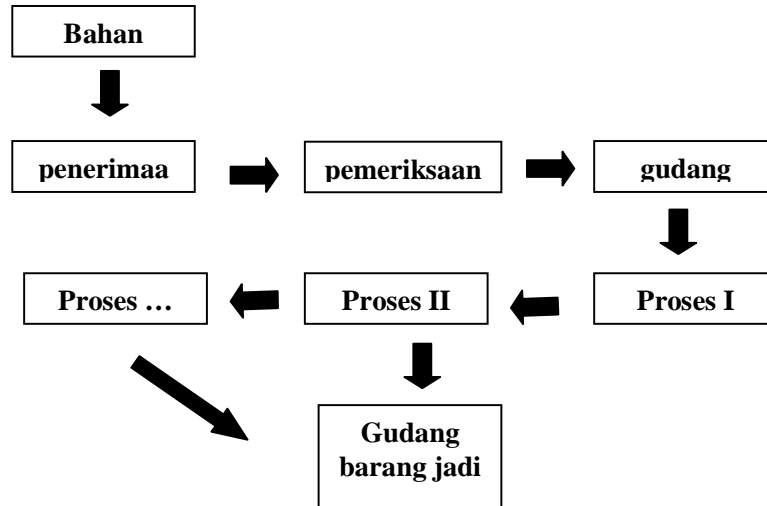 Bahan
penerimaa
pemeriksaan
gudang
Proses …
Proses II
Proses I
Gudang
barang jadi